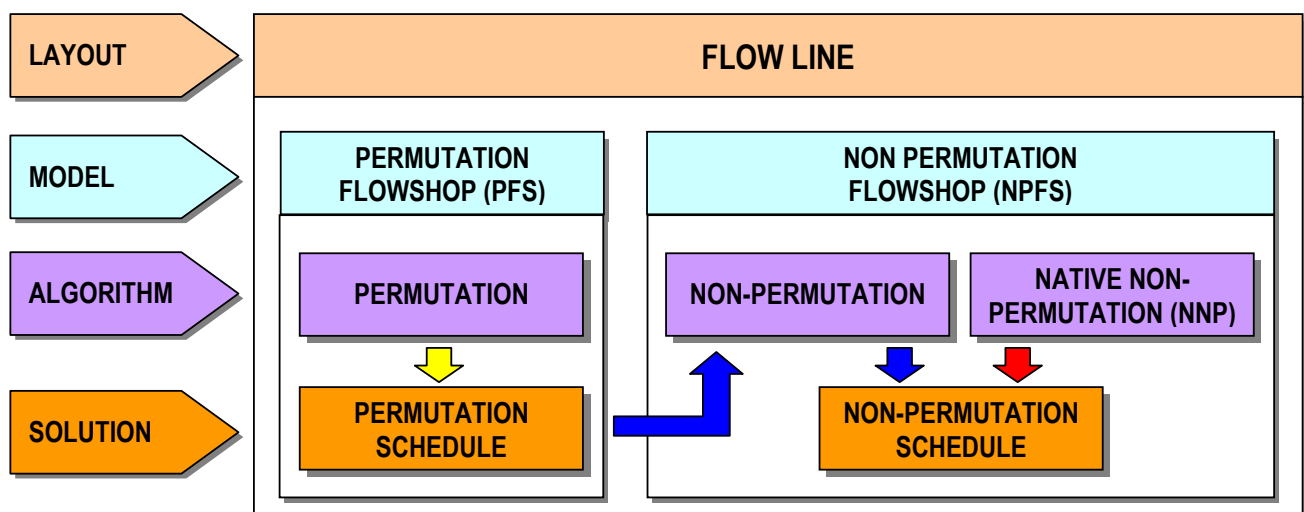 LAYOUT
FLOW LINE
MODEL
PERMUTATION
FLOWSHOP (PFS)
NON PERMUTATION
FLOWSHOP (NPFS)
ALGORITHM
PERMUTATION
NON-PERMUTATION
NATIVE NON-
PERMUTATION (NNP)
SOLUTION
PERMUTATION
SCHEDULE
NON-PERMUTATION
SCHEDULE